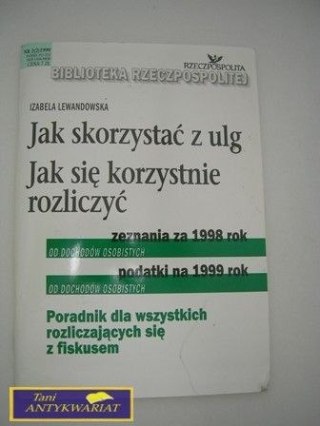 RZECZPOSPOLITA
BIBLIOTEKA RZECZPOSPOLITEJ
IZABELA LEWANDOWSKA
Jak skorzystać z ulg
Jak się korzystnie
rozliczyć
zeznania za 1998 rok
OD DOCHODÓW OSOBISTYCH
podatki na 1999 rok
OD DOCHODÓW OSOBISTYCH
Poradnik dla wszystkich
rozliczających się
z fiskusem
Tani
ANTYKWARIAT